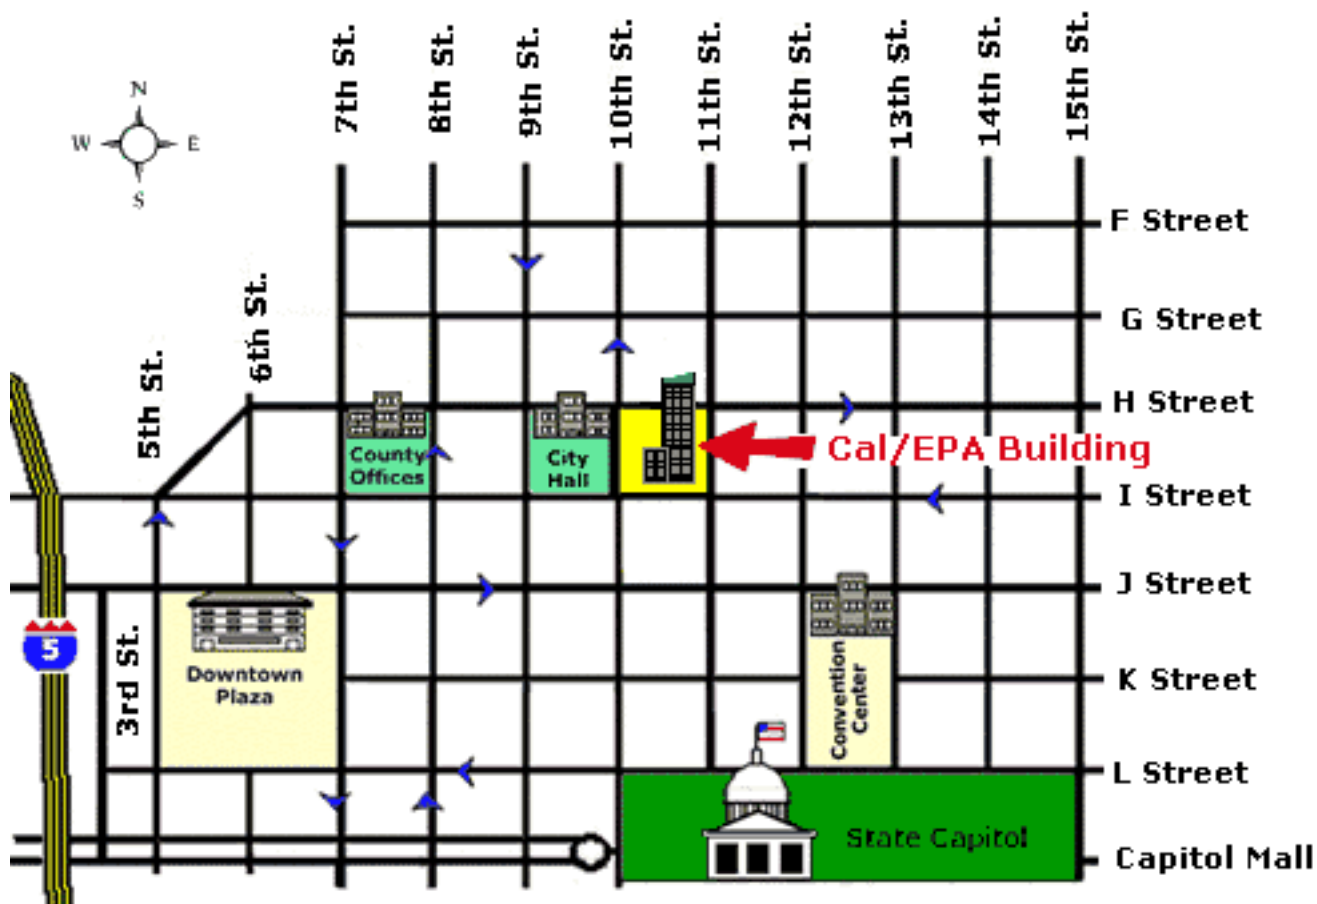 7th St.
8th St.
9th St.
10th St.
11th St.
12th St.
13th St.
14th St.
15th St.
N
W E
S
F Street
G Street
6th St.
5th St.
H Street
County
Offices
City
Hall
Cal/EPA Building
I Street
J Street
5
3rd St.
Downtown
Plaza
Convention
Center
K Street
L Street
State Capitol
Capitol Mall